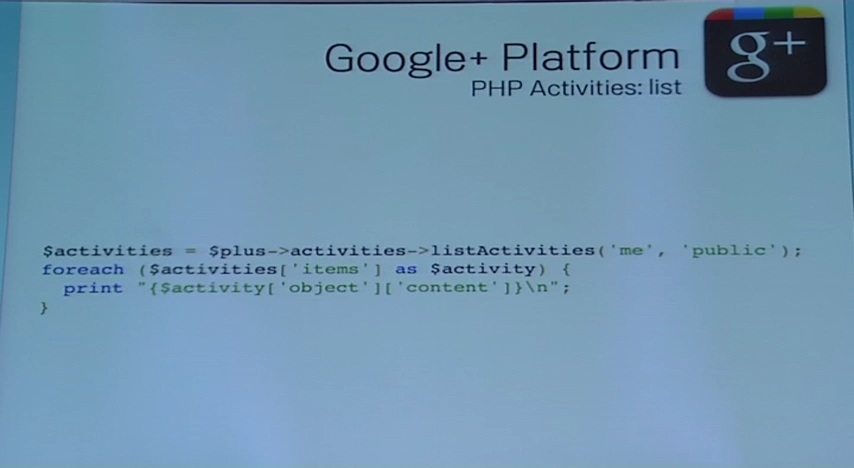 Google+ Platform
PHP Activities: list
g+
$activities = $plus->activities->listActivities('me', 'public');
foreach ($activities['items'] as $activity) {
  print "{$activity['object']['content']}\n";
}